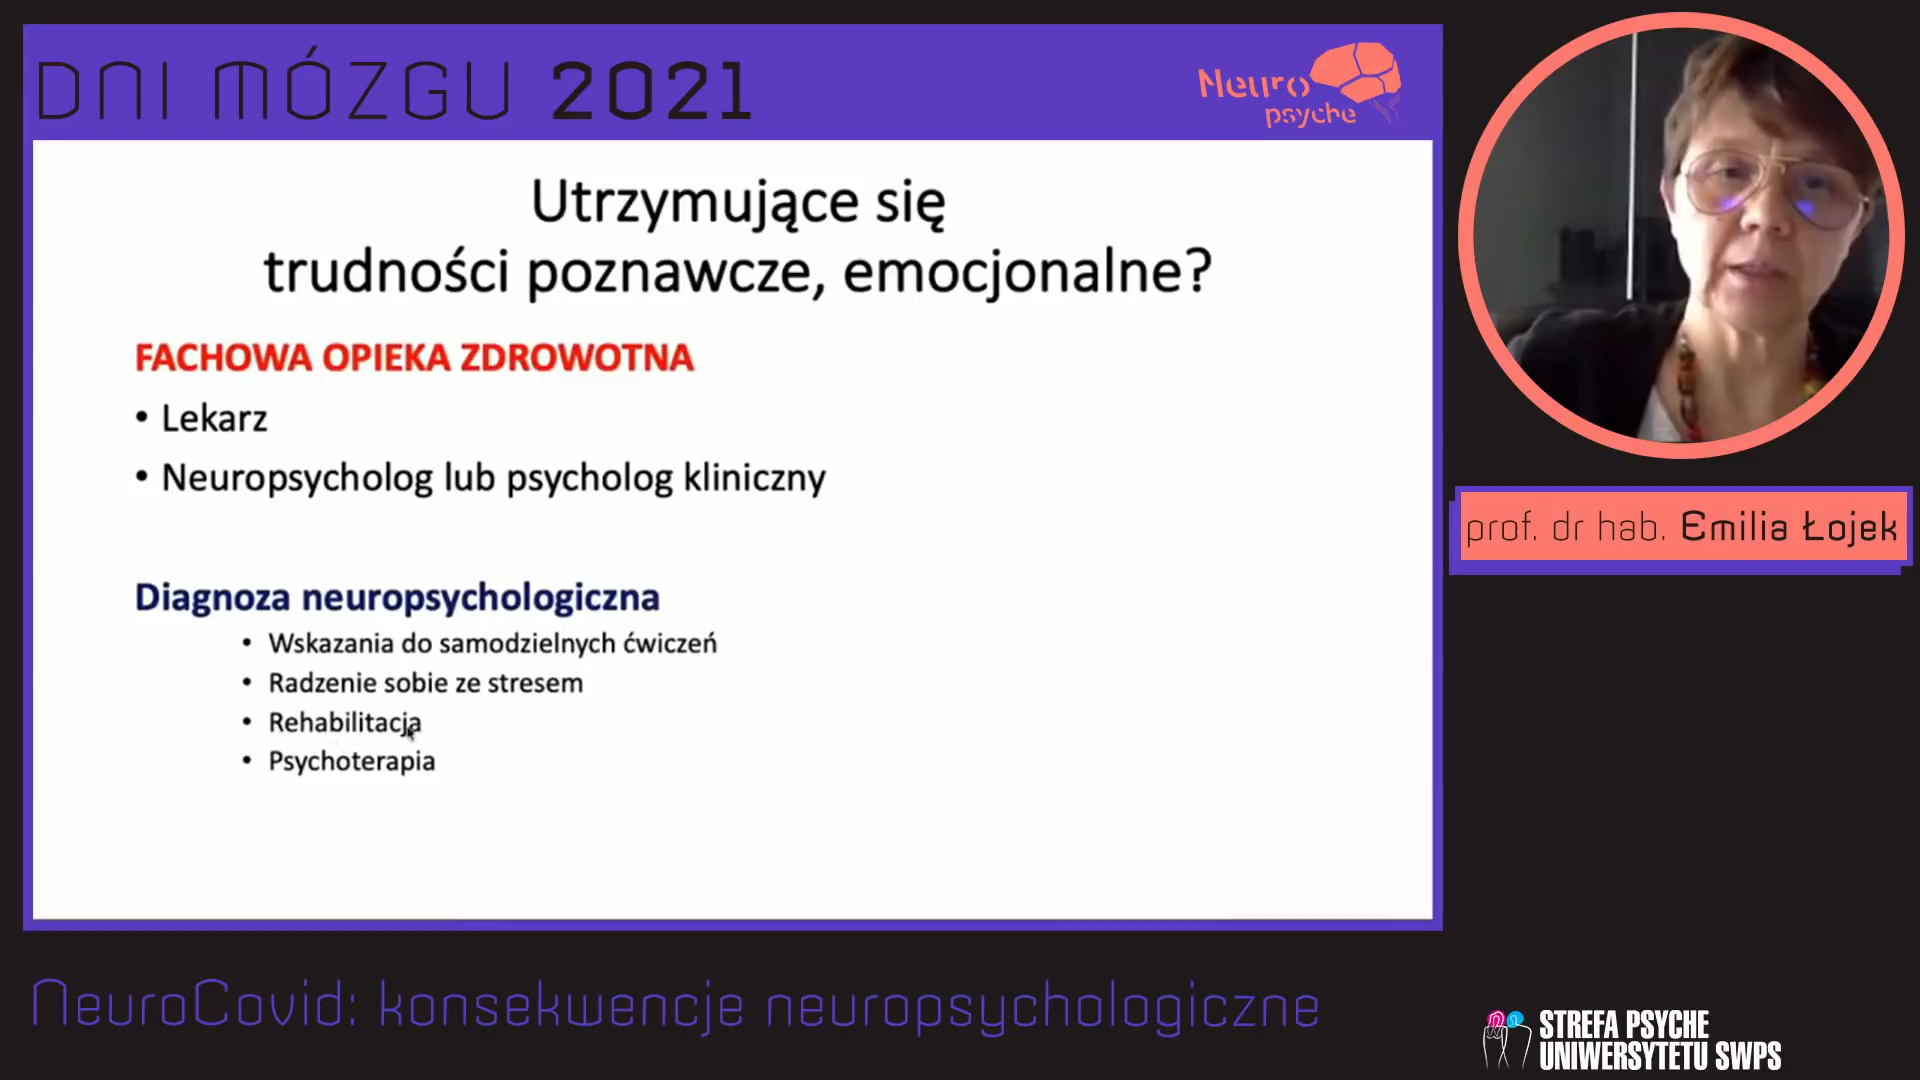 DNI MÓZGU 2021
Neuro
psyche
Utrzymujące się
trudności poznawcze, emocjonalne?
FACHOWA OPIEKA ZDROWOTNA
• Lekarz
• Neuropsycholog lub psycholog kliniczny
Diagnoza neuropsychologiczna
• Wskazania do samodzielnych ćwiczeń
• Radzenie sobie ze stresem
• Rehabilitacja
• Psychoterapia
prof. dr hab. Emilia Łojek
NeuroCovid: konsekwencje neuropsychologiczne
STREFA PSYCHE
UNIWERSYTETU SWPS